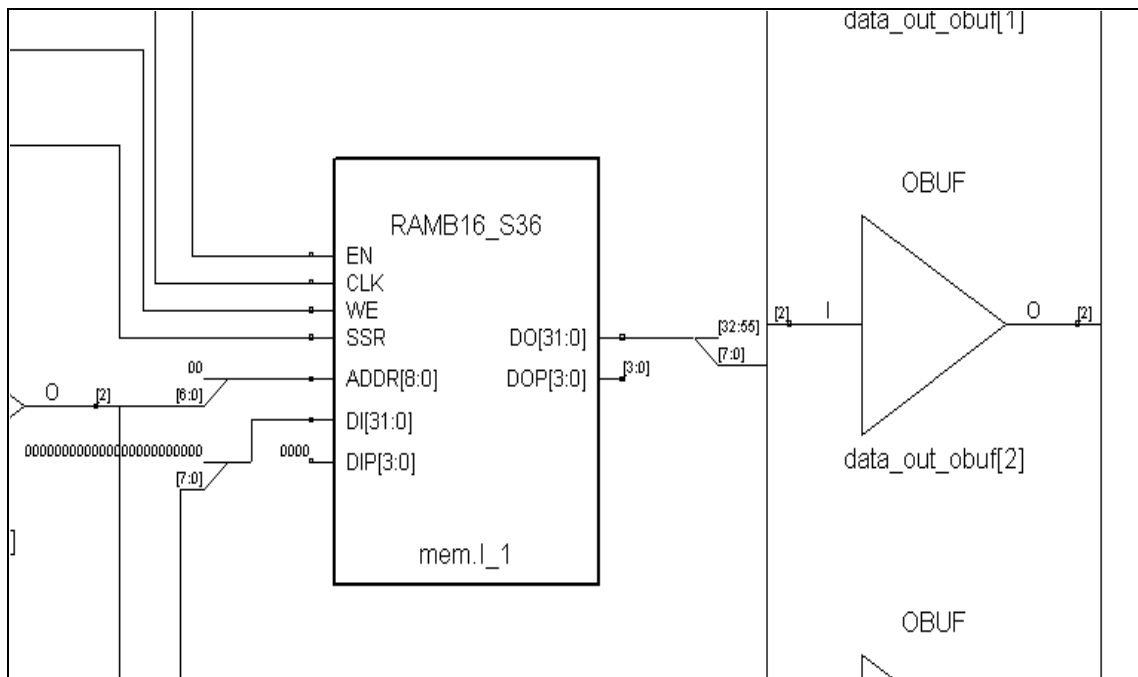 data_out_obuf[1]
OBUF
RAMB16_S36
EN
CLK
WE
SSR
DO[31:0]
[32:55]
[7:0]
[2]
I
O
[2]
00
ADDR[8:0]
DOP[3:0]
[3:0]
O
[2]
[6:0]
DI[31:0]
000000000000000000000000
0000
DIP[3:0]
[7:0]
data_out_obuf[2]
]
mem.I_1
OBUF